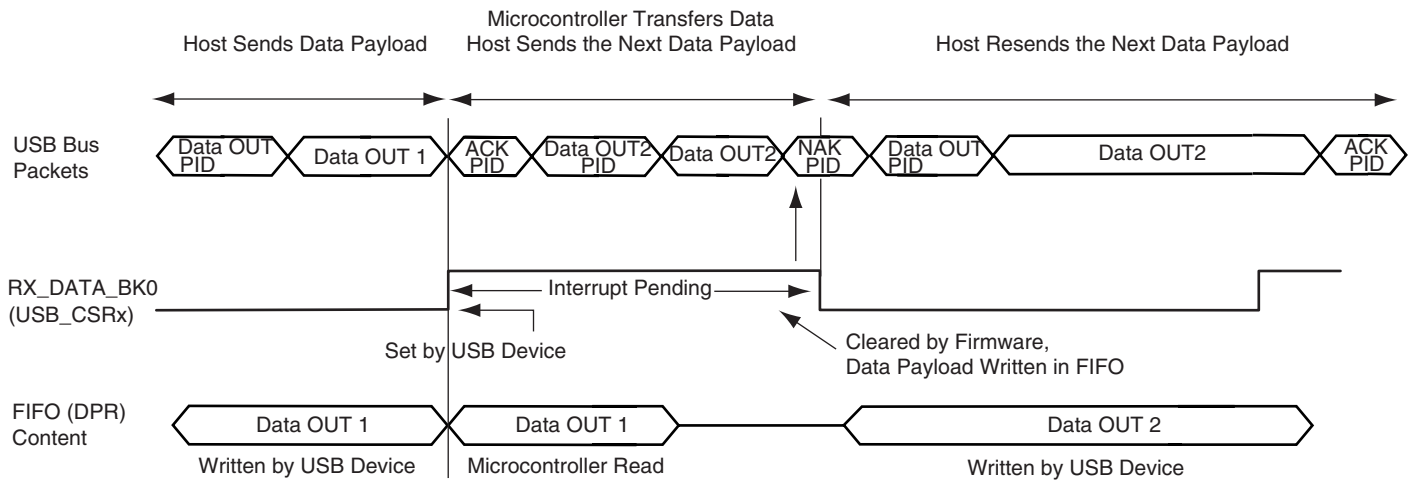 Host Sends Data Payload
Microcontroller Transfers Data
Host Sends the Next Data Payload
Host Resends the Next Data Payload
USB Bus
Packets
Data OUT
PID
Data OUT 1
ACK
PID
Data OUT2
PID
Data OUT2
NAK
PID
Data OUT
PID
Data OUT2
ACK
PID
RX_DATA_BK0
(USB_CSRx)
Interrupt Pending
Set by USB Device
Cleared by Firmware,
Data Payload Written in FIFO
FIFO (DPR)
Content
Data OUT 1
Data OUT 1
Data OUT 2
Written by USB Device
Microcontroller Read
Written by USB Device